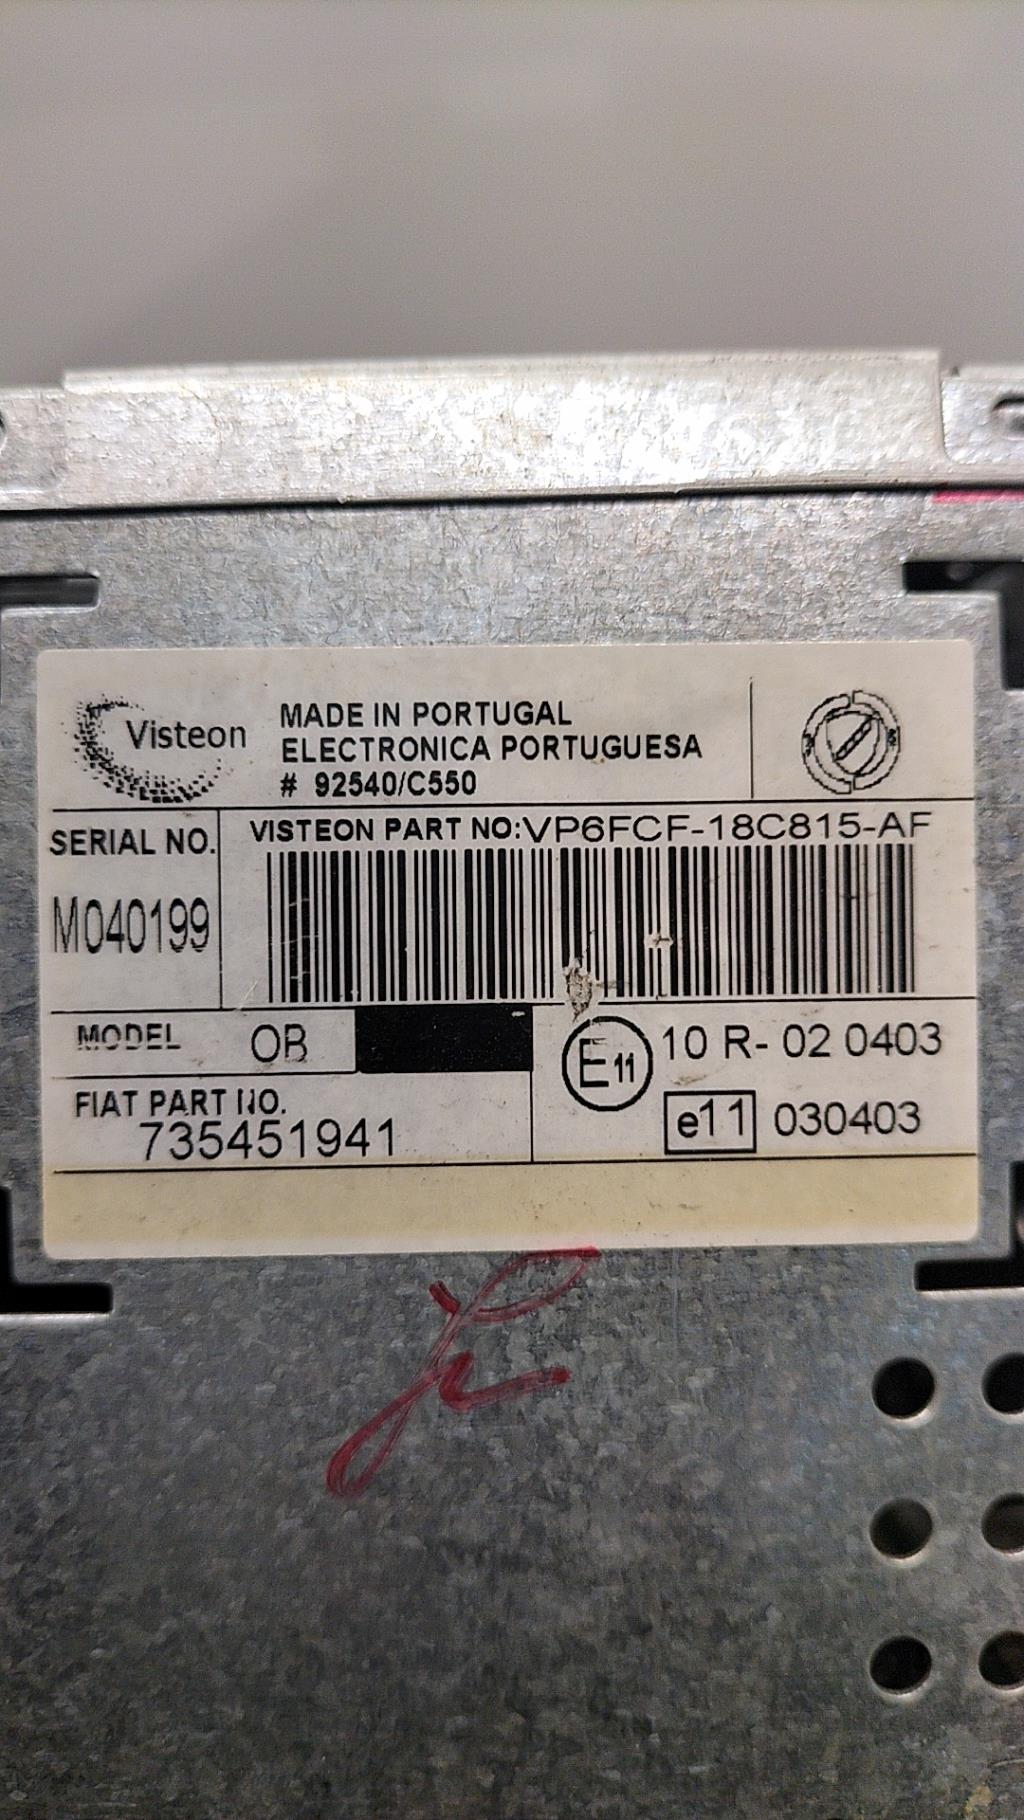 Visteon
MADE IN PORTUGAL
ELECTRONICA PORTUGUESA
# 92540/C550
SERIAL NO.
M040199
VISTEON PART NO:VP6FCF-18C815-AF
MODEL OB
FIAT PART NO.
735451941
E11 10 R- 02 0403
e11 030403